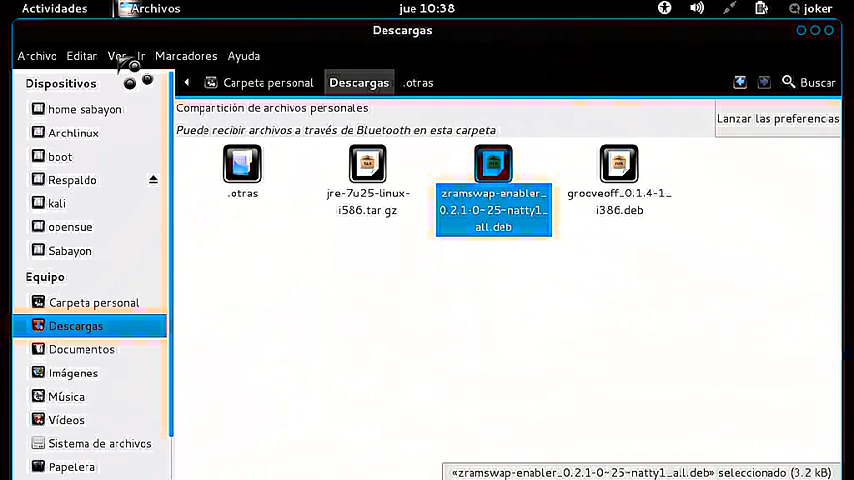 Actividades
Archivos
jue 10:38
joker
Descargas
Archivo Editar Ver Ir Marcadores Ayuda
Dispositivos
home sabayon
Archlinux
boot
Respaldo
kali
opensue
Sabayon
Equipo
Carpeta personal
Descargas
Documentos
Imágenes
Música
Vídeos
Sistema de archivos
Papelera
Carpeta personal
Descargas
.otras
Buscar
Compartición de archivos personales
Puede recibir archivos a través de Bluetooth en esta carpeta
Lanzar las preferencias
.otras
jre-7u25-linux-
i586.tar.gz
zramswap-enabler_
0.2.1-0~25~natty1_
all.deb
grooveoff_0.1.4-1_
i386.deb
«zramswap-enabler_0.2.1-0~25~natty1_all.deb» seleccionado (3.2 kB)